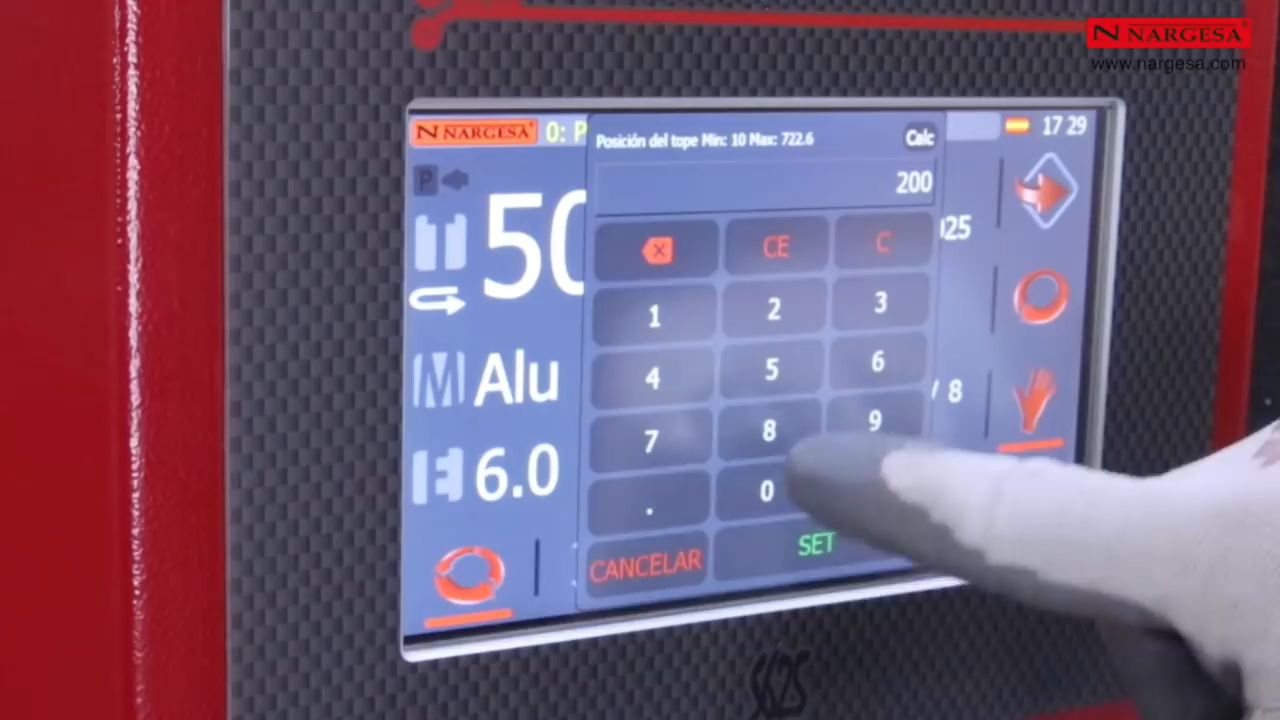 NARGESA
www.nargesa.com
NARGESA 0: P
Posición del tope Min: 10 Max: 722.6 Calc
17 29
P
200
50
025
CE C
1 2 3
Alu
4 5 6
/ 8
7 8 9
6.0
. 0
CANCELAR SET